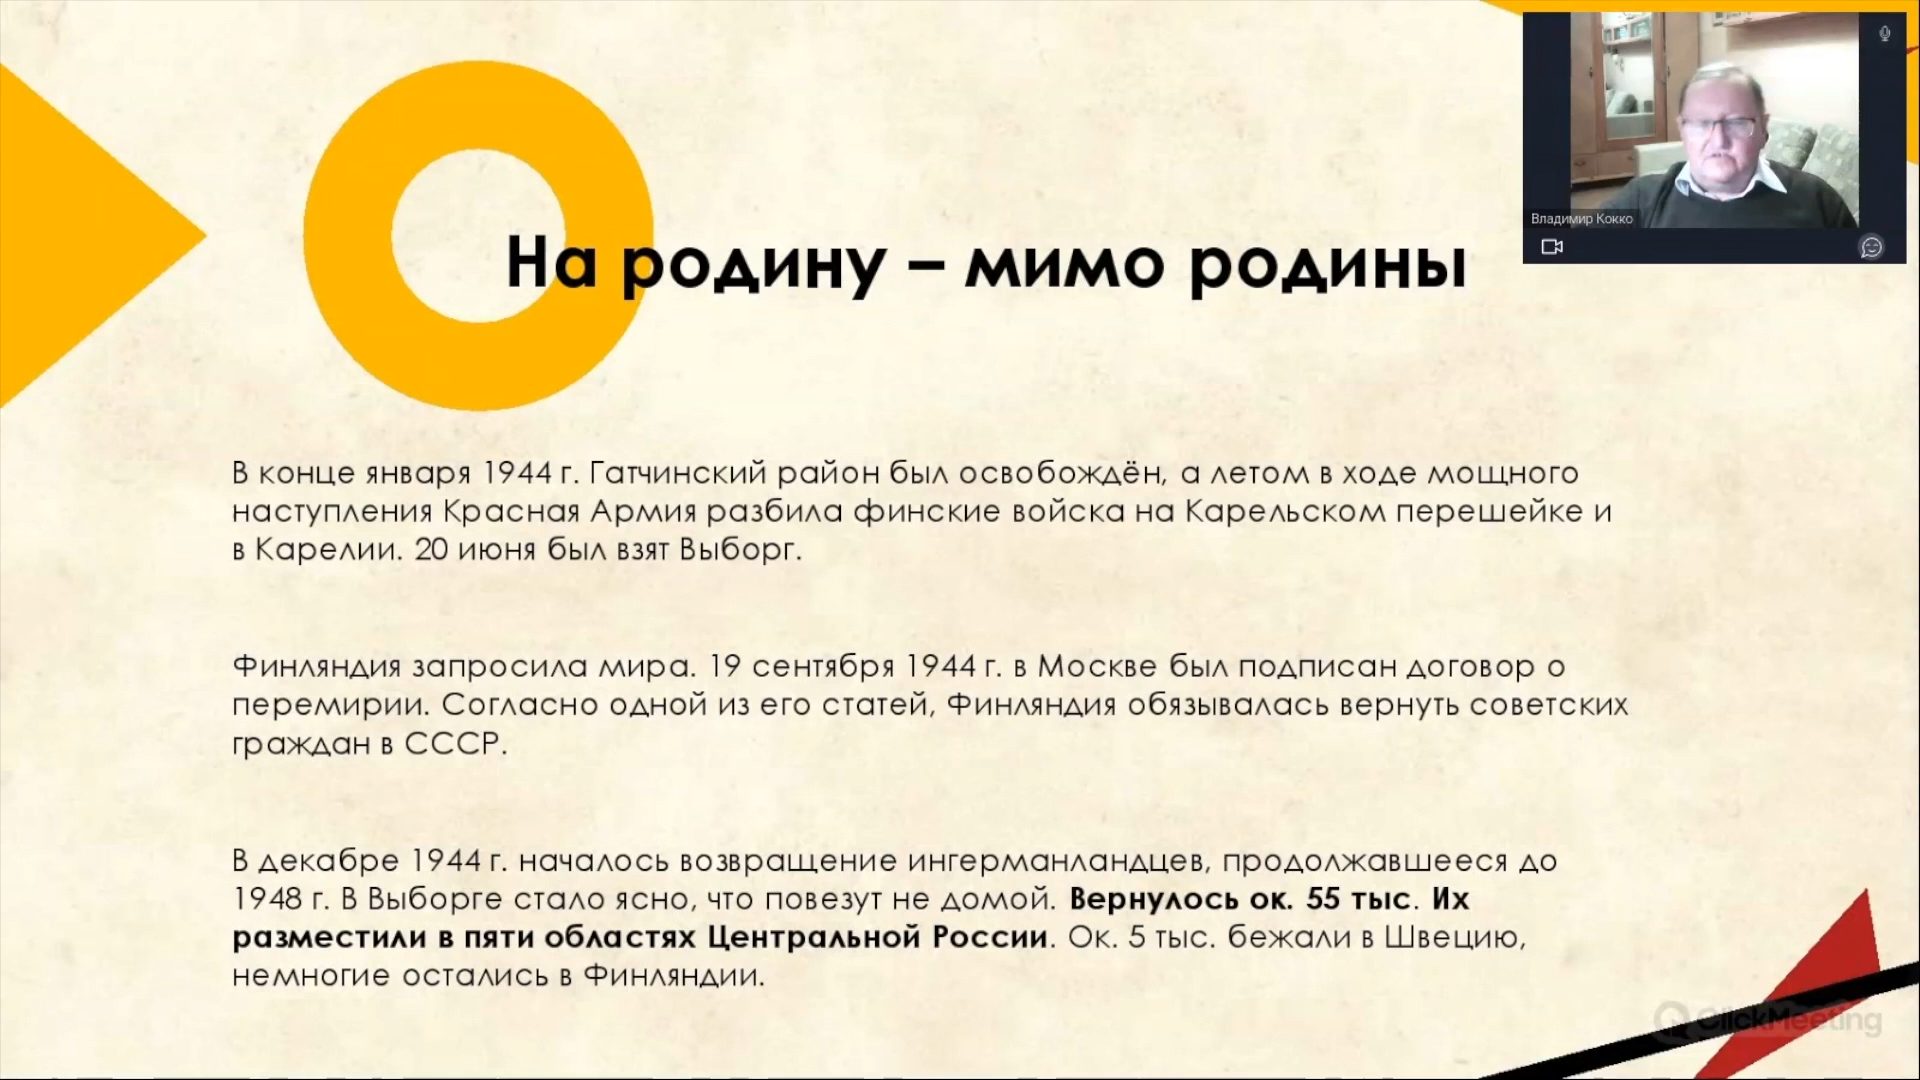 Владимир Кокко
На родину – мимо родины
В конце января 1944 г. Гатчинский район был освобождён, а летом в ходе мощного
наступления Красная Армия разбила финские войска на Карельском перешейке и
в Карелии. 20 июня был взят Выборг.
Финляндия запросила мира. 19 сентября 1944 г. в Москве был подписан договор о
перемирии. Согласно одной из его статей, Финляндия обязывалась вернуть советских
граждан в СССР.
В декабре 1944 г. началось возвращение ингерманландцев, продолжавшееся до
1948 г. В Выборге стало ясно, что повезут не домой. Вернулось ок. 55 тыс. Их
разместили в пяти областях Центральной России. Ок. 5 тыс. бежали в Швецию,
немногие остались в Финляндии.
ClickMeeting